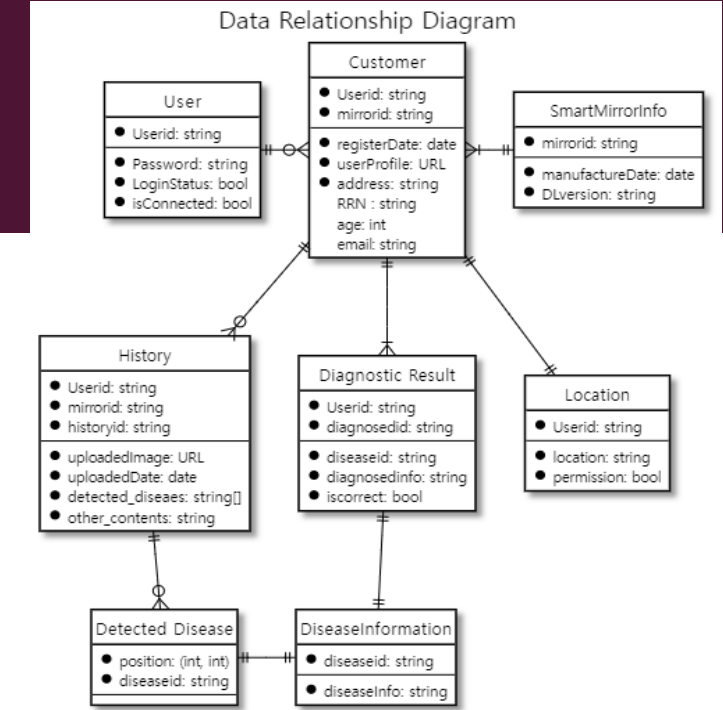 Data Relationship Diagram
Customer
Userid: string
mirrorid: string
registerDate: date
userProfile: URL
address: string
RRN : string
age: int
email: string
User
Userid: string
Password: string
LoginStatus: bool
isConnected: bool
SmartMirrorInfo
mirrorid: string
manufactureDate: date
DLversion: string
History
Userid: string
mirrorid: string
historyid: string
uploadedImage: URL
uploadedDate: date
detected_diseaes: string[]
other_contents: string
Diagnostic Result
Userid: string
diagnosedid: string
diseaseid: string
diagnosedinfo: string
iscorrect: bool
Location
Userid: string
location: string
permission: bool
Detected Disease
position: (int, int)
diseaseid: string
DiseaseInformation
diseaseid: string
diseaseInfo: string